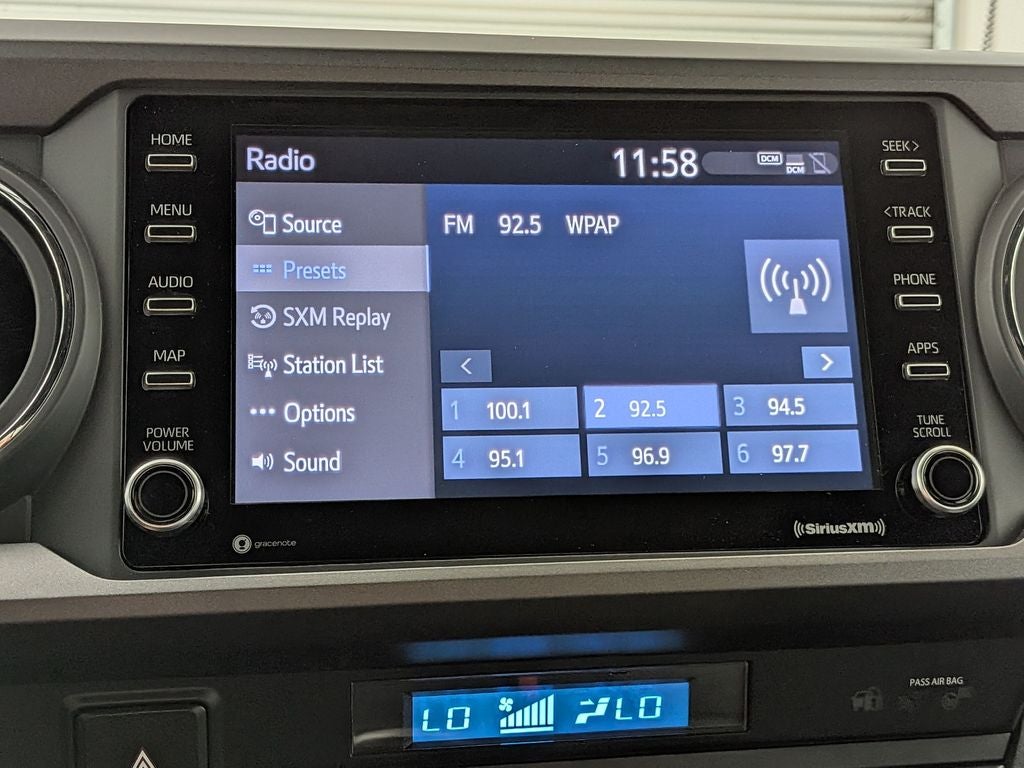 HOME
MENU
AUDIO
MAP
POWER
VOLUME
Radio
11:58
DCM
DCM
Source
Presets
SXM Replay
Station List
Options
Sound
FM 92.5 WPAP
<
>
1 100.1
2 92.5
3 94.5
4 95.1
5 96.9
6 97.7
SEEK>
<TRACK
PHONE
APPS
TUNE
SCROLL
gracenote
((SiriusXM))
LO
LO
PASS AIR BAG